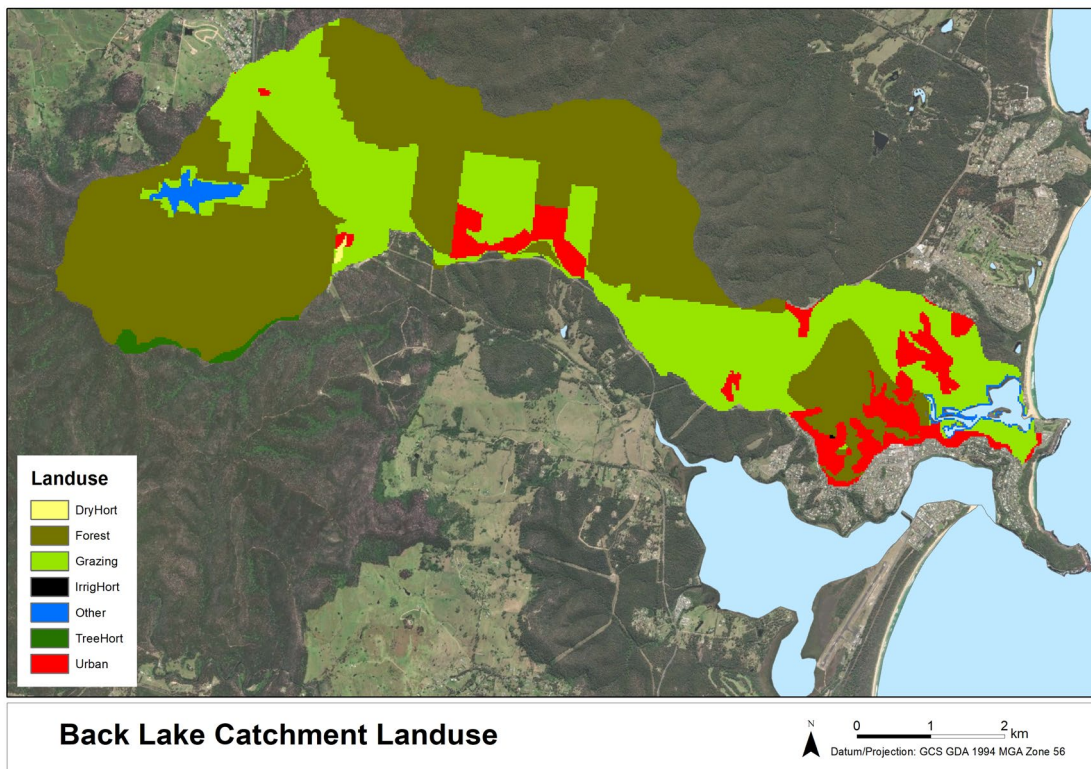 Landuse
DryHort
Forest
Grazing
IrrigHort
Other
TreeHort
Urban
Back Lake Catchment Landuse
N
0 1 2
km
Datum/Projection: GCS GDA 1994 MGA Zone 56